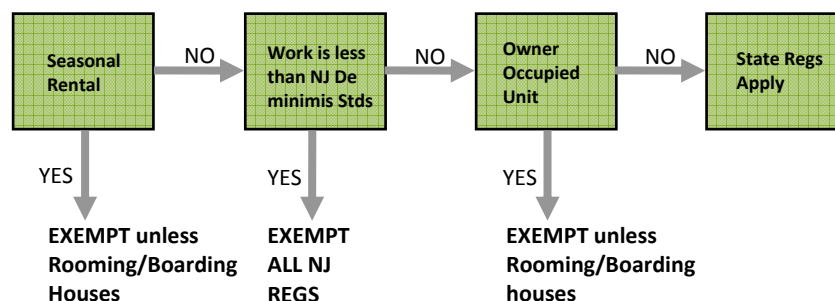 Seasonal
Rental
NO
Work is less
than NJ De
minimis Stds
NO
Owner
Occupied
Unit
NO
State Regs
Apply
YES
YES
YES
EXEMPT unless
Rooming/Boarding
Houses
EXEMPT
ALL NJ
REGS
EXEMPT unless
Rooming/Boarding
houses